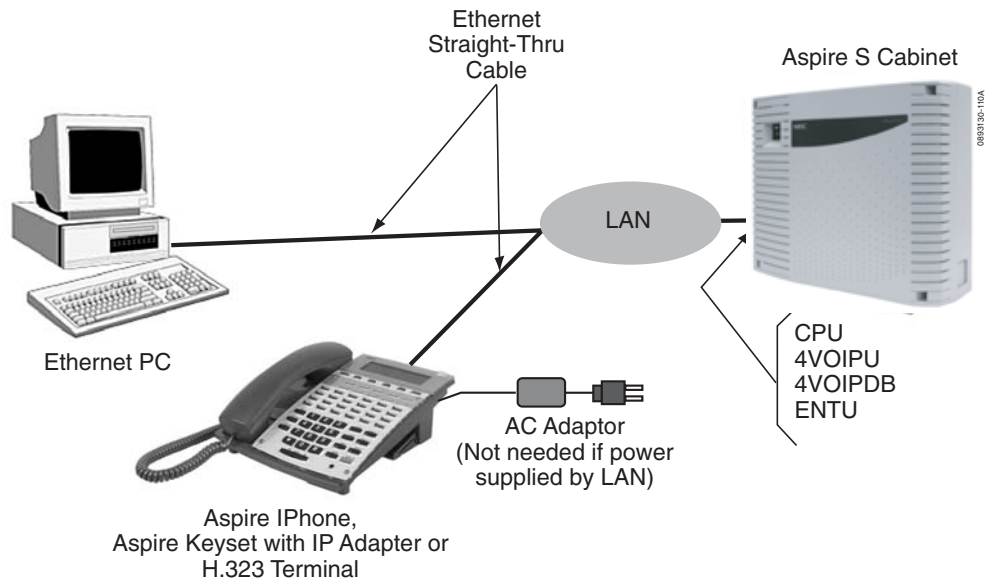 Ethernet
Straight-Thru
Cable
Aspire S Cabinet
0893130-110A
NEC
LAN
CPU
4VOIPU
4VOIPDB
ENTU
Ethernet PC
AC Adaptor
(Not needed if power
supplied by LAN)
Aspire IPhone,
Aspire Keyset with IP Adapter or
H.323 Terminal